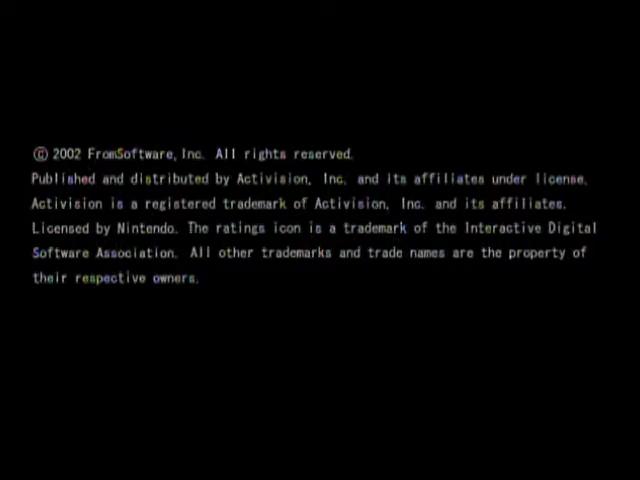 © 2002 FromSoftware, Inc. All rights reserved.
Published and distributed by Activision, Inc. and its affiliates under license.
Activision is a registered trademark of Activision, Inc. and its affiliates.
Licensed by Nintendo. The ratings icon is a trademark of the Interactive Digital
Software Association. All other trademarks and trade names are the property of
their respective owners.